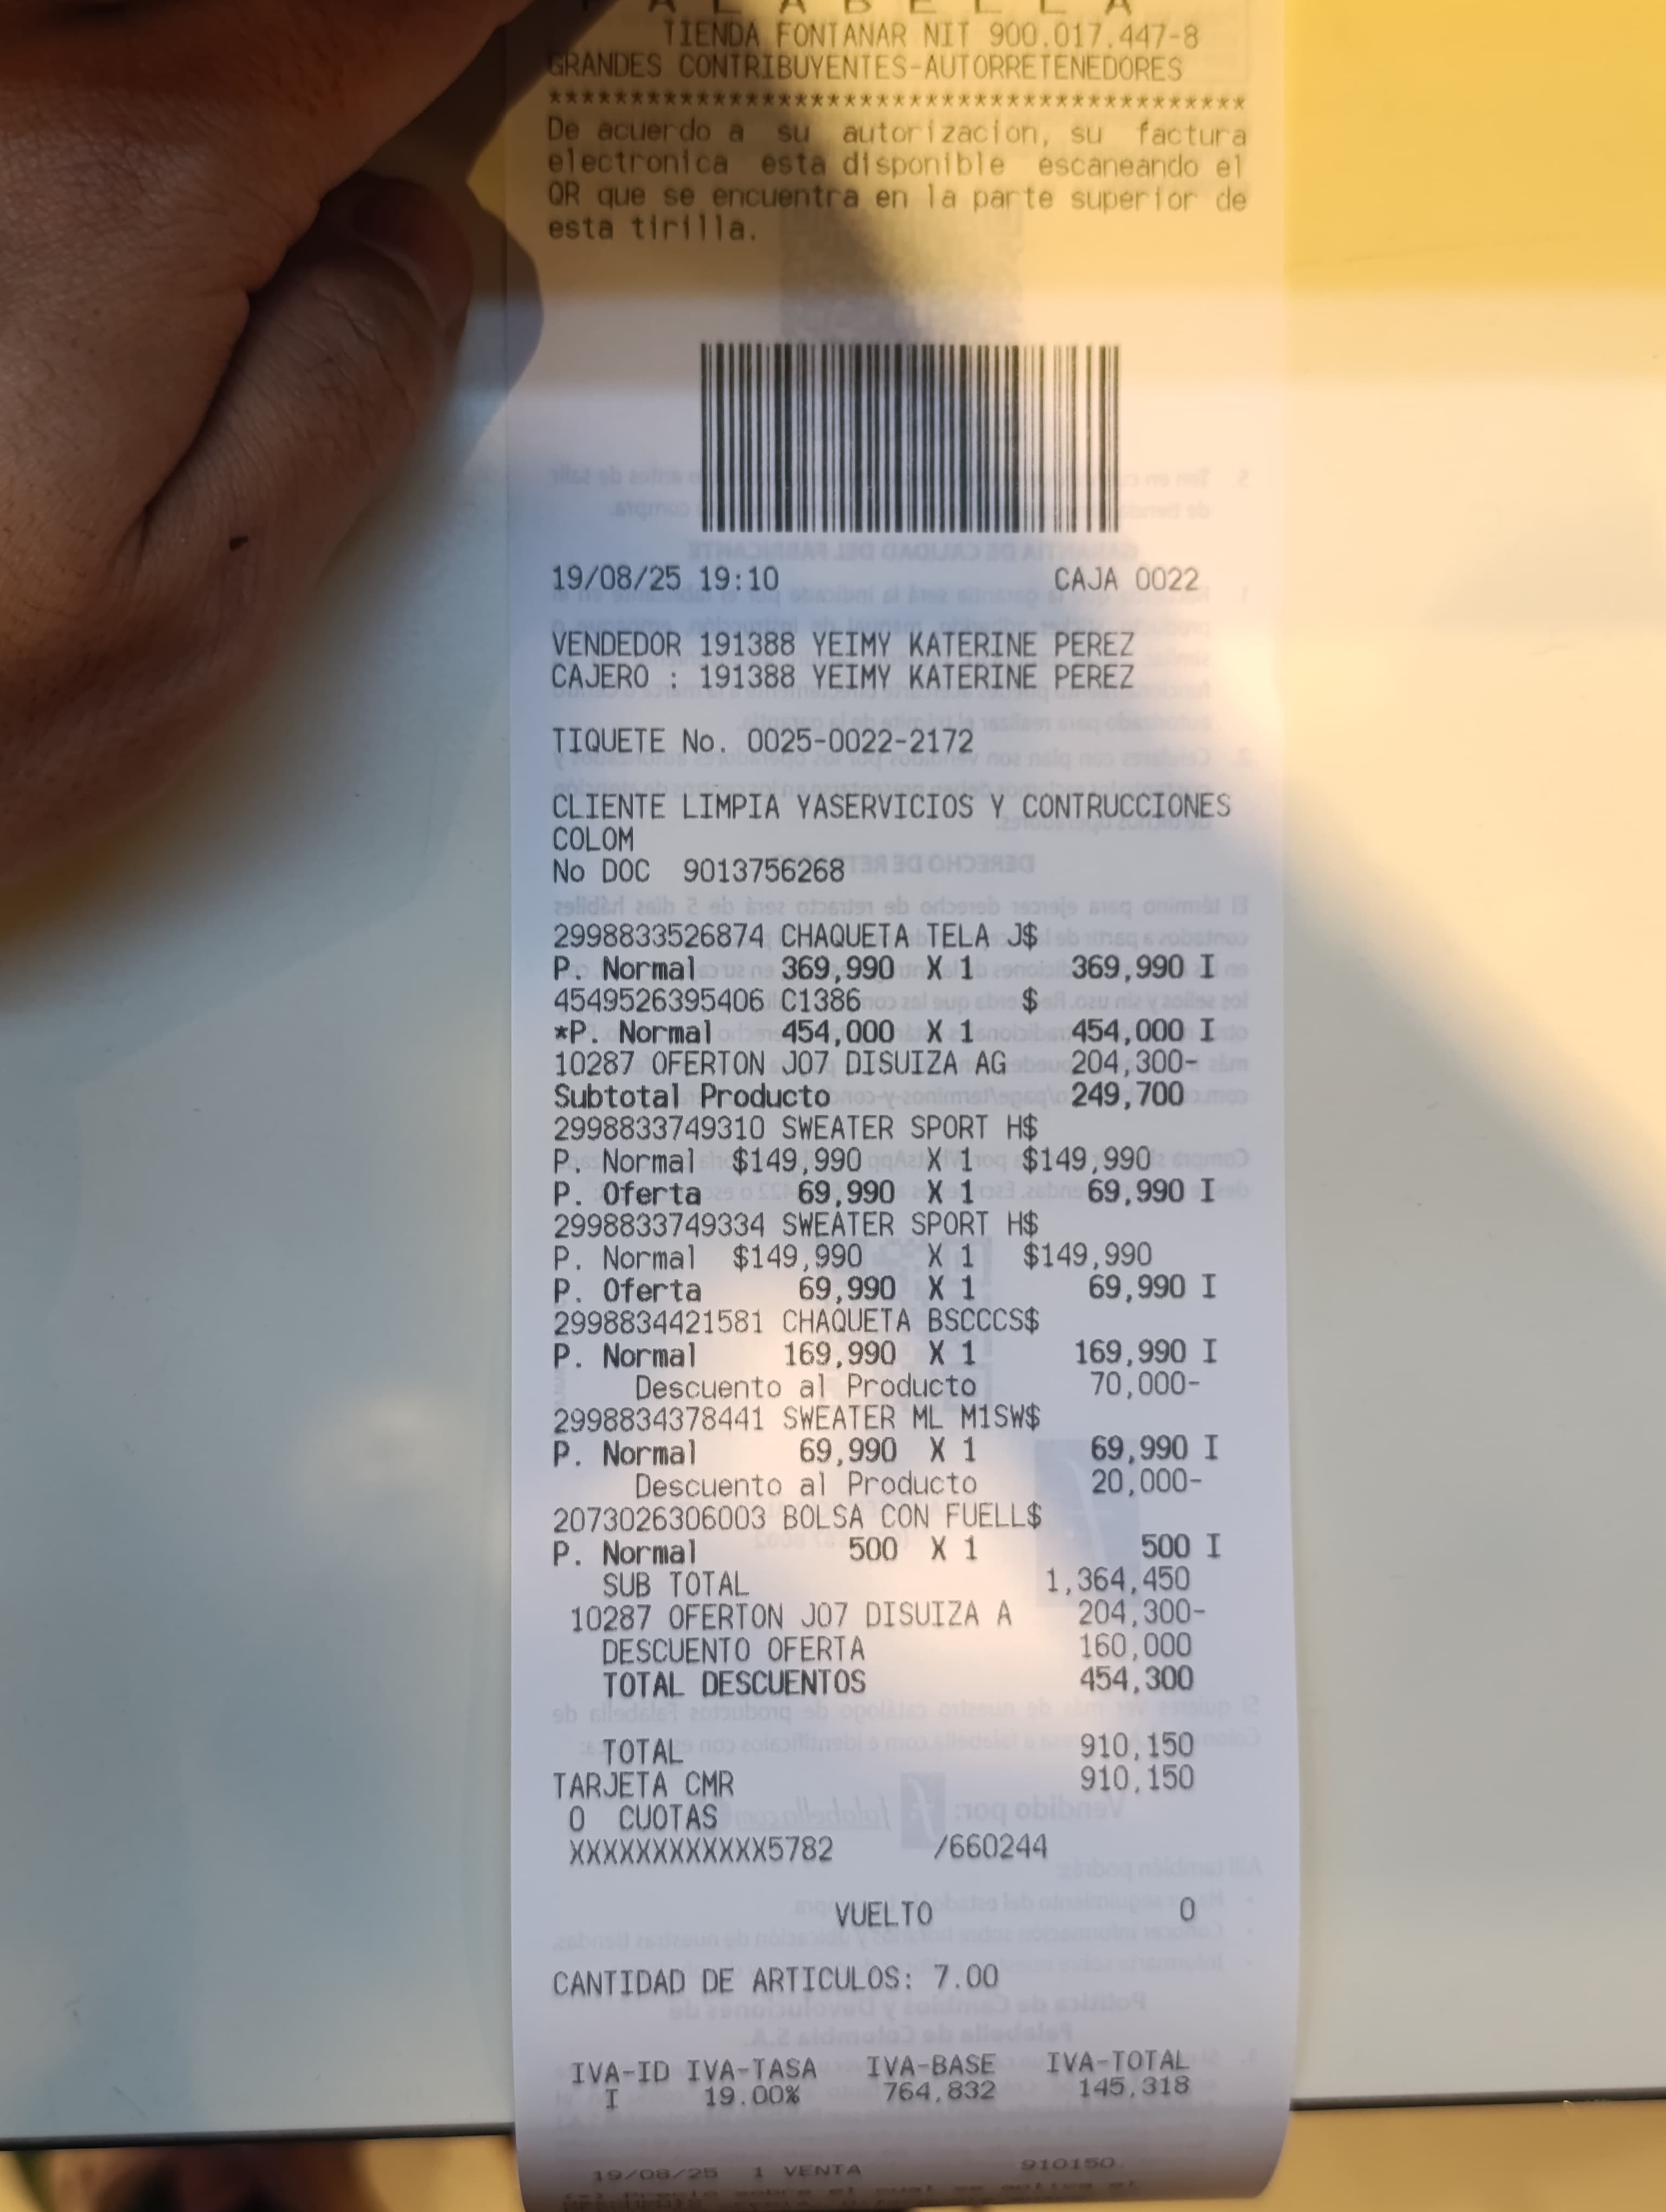 FALABELLA
TIENDA FONTANAR NIT 900.017.447-8
GRANDES CONTRIBUYENTES-AUTORRETENEDORES
*******************************************
De acuerdo a su autorizacion, su factura
electronica esta disponible escaneando el
QR que se encuentra en la parte superior de
esta tirilla.
19/08/25 19:10 CAJA 0022
VENDEDOR 191388 YEIMY KATERINE PEREZ
CAJERO : 191388 YEIMY KATERINE PEREZ
TIQUETE No. 0025-0022-2172
CLIENTE LIMPIA YASERVICIOS Y CONTRUCCIONES
COLOM
No DOC 9013756268
2998833526874 CHAQUETA TELA J$
P. Normal 369,990 X 1 369,990 I
4549526395406 C1386 $
*P. Normal 454,000 X 1 454,000 I
10287 OFERTON J07 DISUIZA AG 204,300-
Subtotal Producto 249,700
2998833749310 SWEATER SPORT H$
P. Normal $149,990 X 1 $149,990
P. Oferta 69,990 X 1 69,990 I
2998833749334 SWEATER SPORT H$
P. Normal $149,990 X 1 $149,990
P. Oferta 69,990 X 1 69,990 I
2998834421581 CHAQUETA BSCCCS$
P. Normal 169,990 X 1 169,990 I
Descuento al Producto 70,000-
2998834378441 SWEATER ML M1SW$
P. Normal 69,990 X 1 69,990 I
Descuento al Producto 20,000-
2073026306003 BOLSA CON FUELL$
P. Normal 500 X 1 500 I
SUB TOTAL 1,364,450
10287 OFERTON J07 DISUIZA A 204,300-
DESCUENTO OFERTA 160,000
TOTAL DESCUENTOS 454,300
TOTAL 910,150
TARJETA CMR 910,150
0 CUOTAS
XXXXXXXXXXXX5782 /660244
VUELTO 0
CANTIDAD DE ARTICULOS: 7.00
IVA-ID IVA-TASA IVA-BASE IVA-TOTAL
I 19.00% 764,832 145,318
19/08/25 1 VENTA 910150